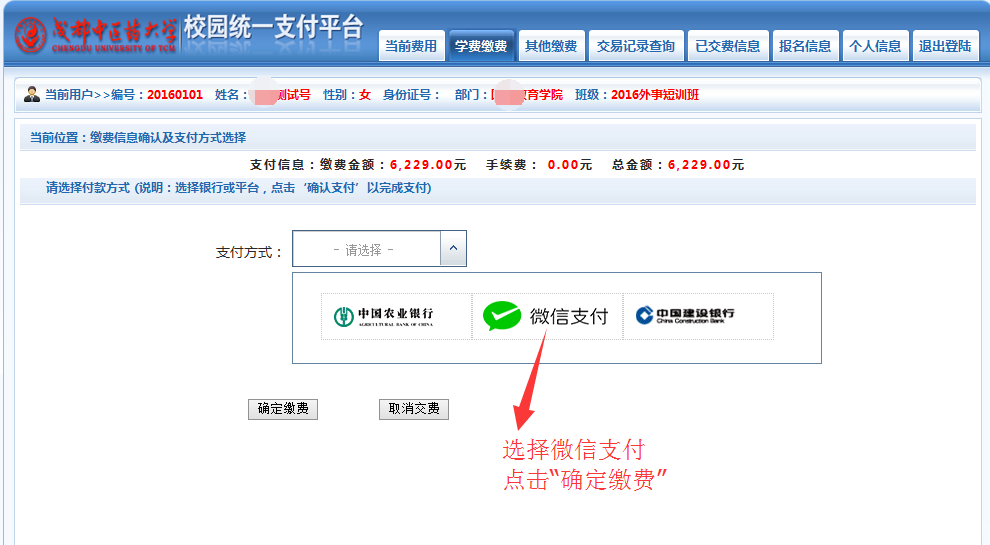 成都中医药大学 校园统一支付平台
CHENGDU UNIVERSITY OF TCM
当前费用 学费缴费 其他缴费 交易记录查询 已交费信息 报名信息 个人信息 退出登陆
当前用户>>编号：20160101 姓名：测试号 性别：女 身份证号： 部门：教育学院 班级：2016外事短训班
当前位置：缴费信息确认及支付方式选择
支付信息：缴费金额：6,229.00元 手续费： 0.00元 总金额：6,229.00元
请选择付款方式 (说明：选择银行或平台，点击‘确认支付’以完成支付)
支付方式： - 请选择 -
中国农业银行 微信支付 中国建设银行
AGRICULTURAL BANK OF CHINA China Construction Bank
确定缴费 取消交费
选择微信支付
点击“确定缴费”